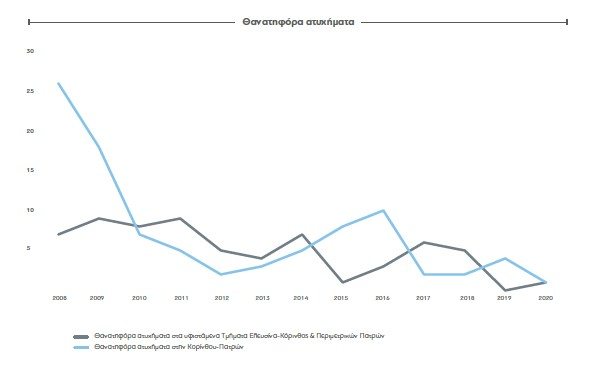 Θανατηφόρα ατυχήματα
30
25
20
15
10
5
2008 2009 2010 2011 2012 2013 2014 2015 2016 2017 2018 2019 2020
Θανατηφόρα ατυχήματα στα υφιστάμενα Τμήματα Ελευσίνα-Κόρινθος & Περιμετρικών Πατρών
Θανατηφόρα ατυχήματα στην Κορίνθου-Πατρών